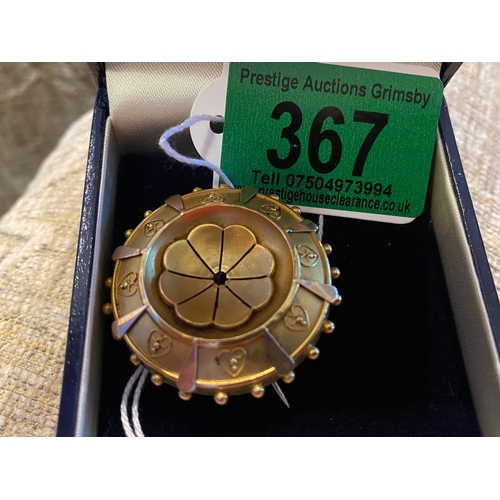 Prestige Auctions Grimsby
367
Tell 07504973994
prestigehouseclearance.co.uk